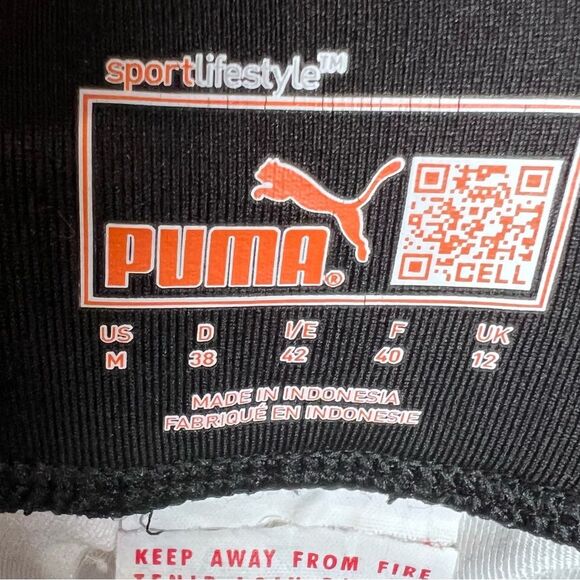 sportlifestyle™
PUMA®
CELL
US D I/E F UK
M 38 42 40 12
MADE IN INDONESIA
FABRIQUÉ EN INDONESIE
KEEP AWAY FROM FIRE